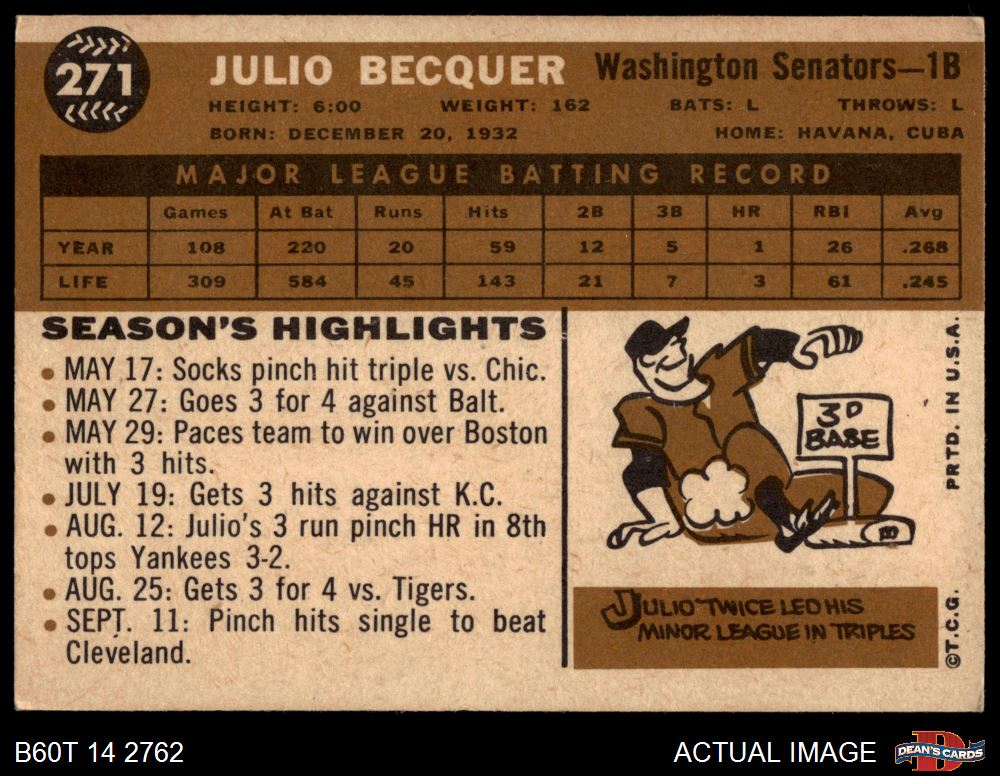 271
JULIO BECQUER Washington Senators—1B
HEIGHT: 6:00 WEIGHT: 162 BATS: L THROWS: L
BORN: DECEMBER 20, 1932 HOME: HAVANA, CUBA
MAJOR LEAGUE BATTING RECORD
Games At Bat Runs Hits 2B 3B HR RBI Avg
YEAR 108 220 20 59 12 5 1 26 .268
LIFE 309 584 45 143 21 7 3 61 .245
SEASON'S HIGHLIGHTS
• MAY 17: Socks pinch hit triple vs. Chic.
• MAY 27: Goes 3 for 4 against Balt.
• MAY 29: Paces team to win over Boston
with 3 hits.
• JULY 19: Gets 3 hits against K.C.
• AUG. 12: Julio's 3 run pinch HR in 8th
tops Yankees 3-2.
• AUG. 25: Gets 3 for 4 vs. Tigers.
• SEPT. 11: Pinch hits single to beat
Cleveland.
3D
BASE
JULIO TWICE LED HIS
MINOR LEAGUE IN TRIPLES
PRTD. IN U.S.A.
©T.C.G.
B60T 14 2762
ACTUAL IMAGE
DEAN'S CARDS